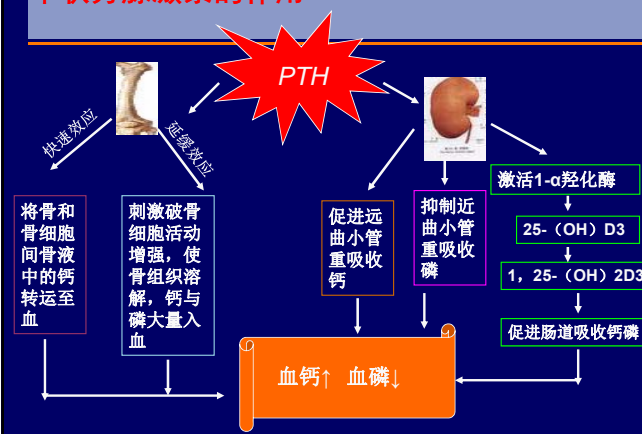 PTH
快速效应
延缓效应
将骨和
骨细胞
间骨液
中的钙
转运至
血
刺激破骨
细胞活动
增强，使
骨组织溶
解，钙与
磷大量入
血
促进远
曲小管
重吸收
钙
抑制近
曲小管
重吸收
磷
激活1-α羟化酶
25-（OH）D3
1，25-（OH）2D3
促进肠道吸收钙磷
血钙↑ 血磷↓